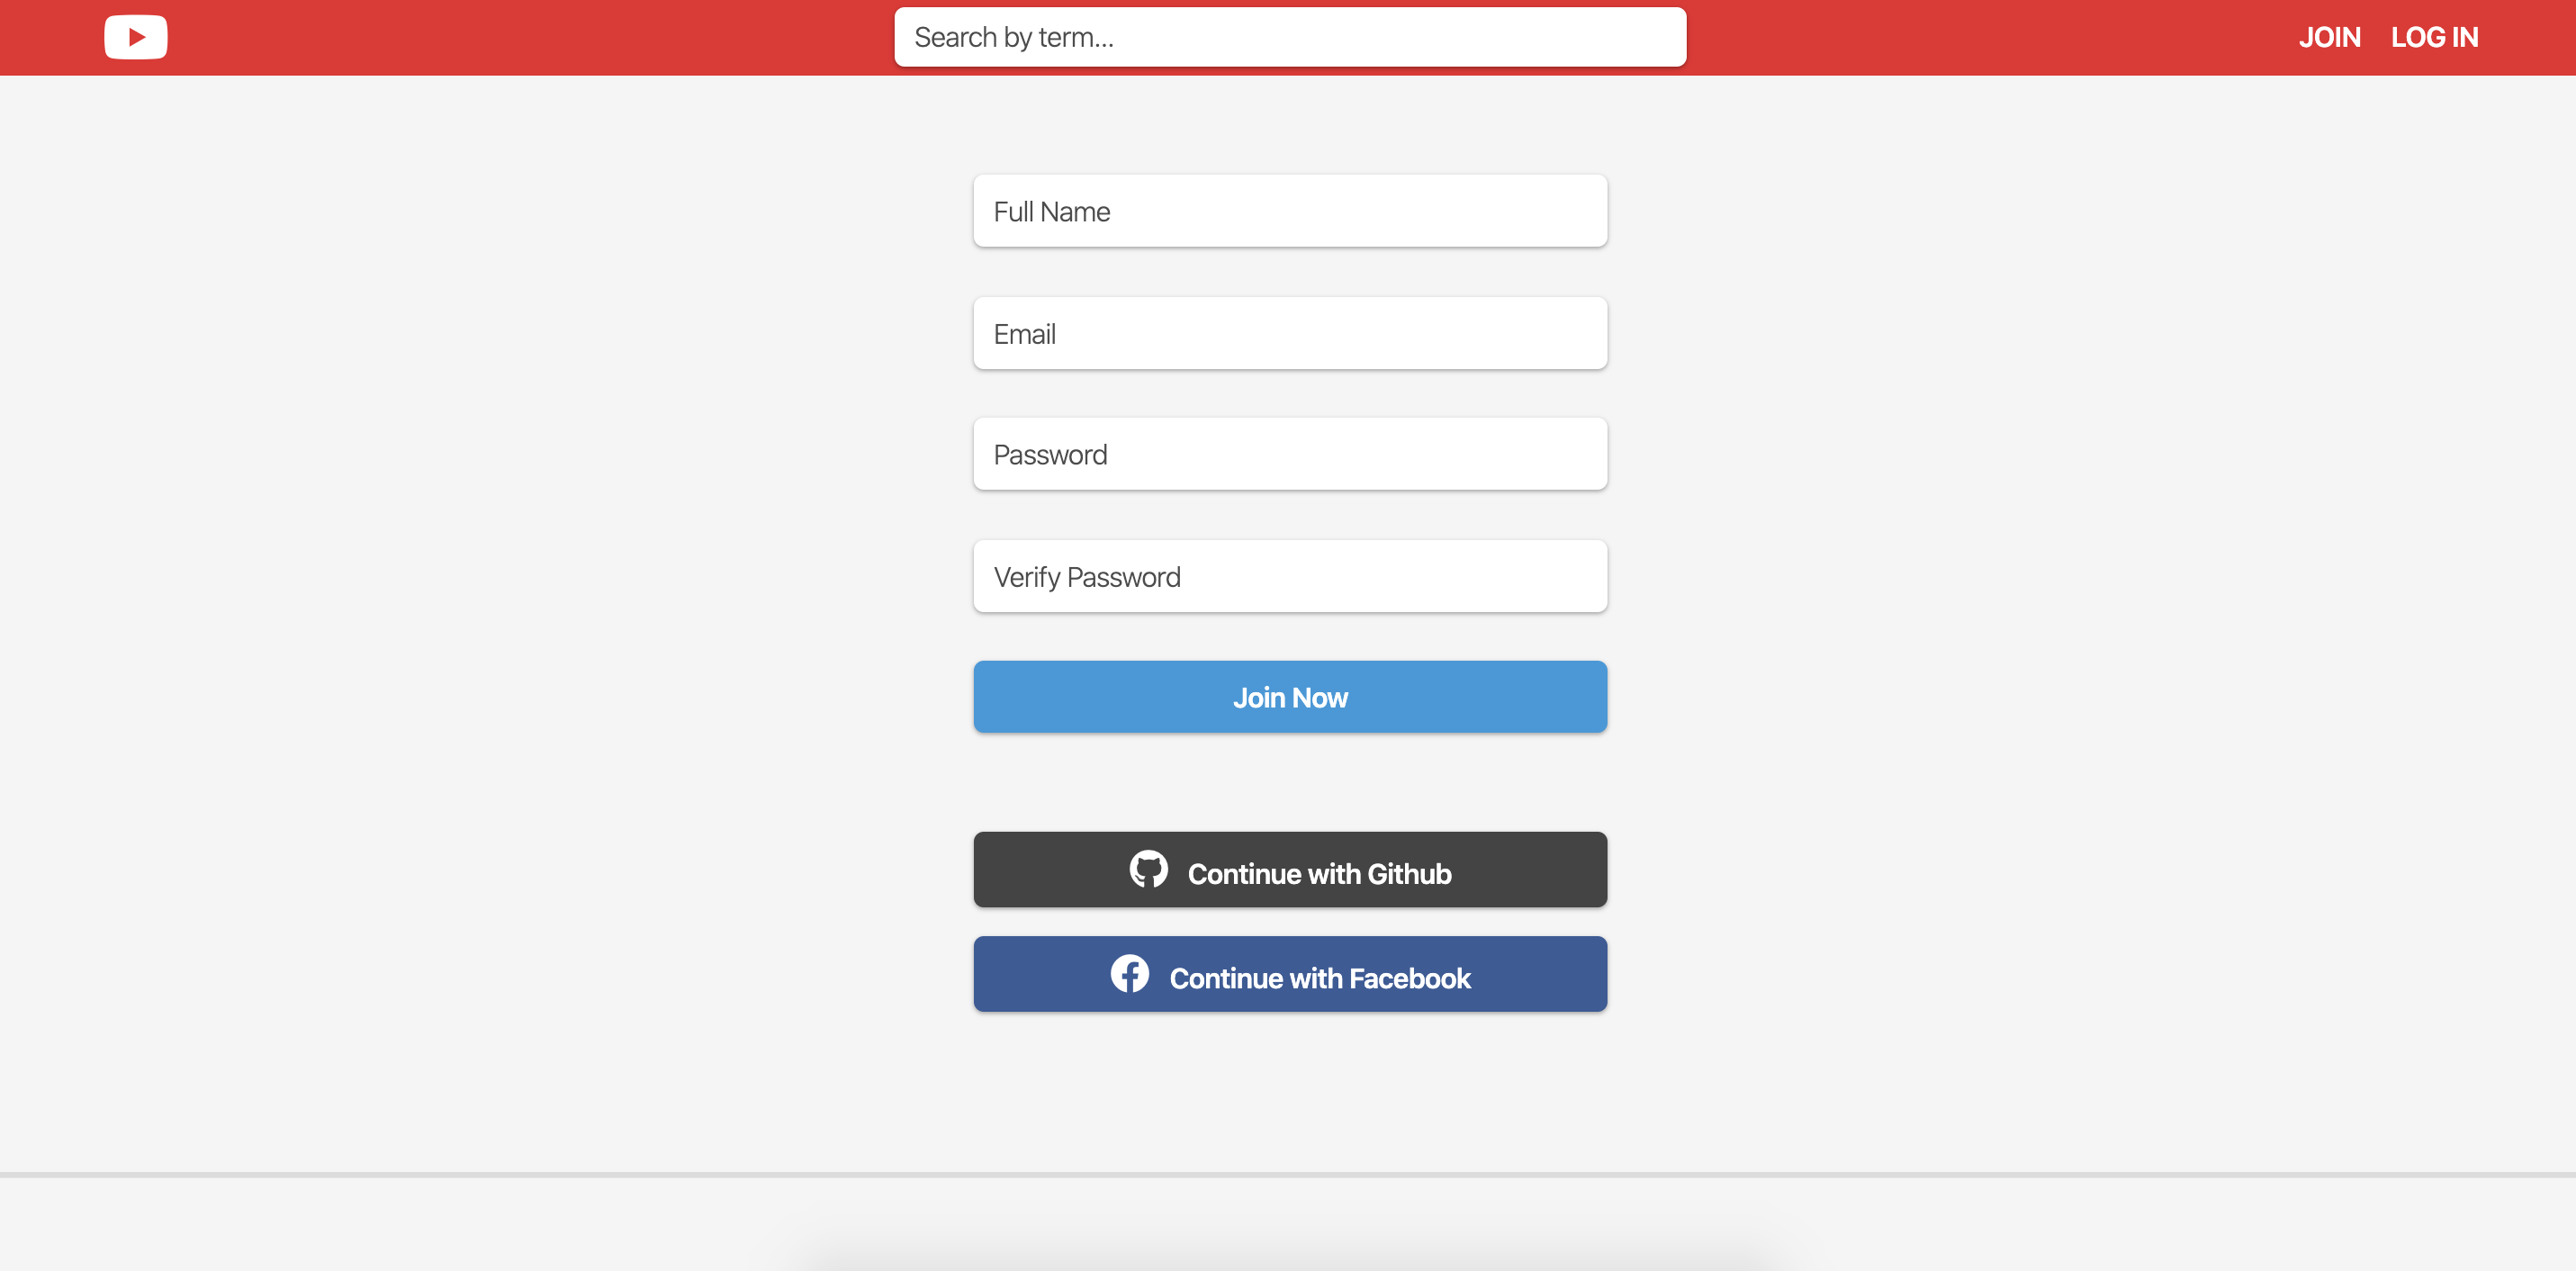 Search by term...
JOIN LOG IN
Full Name
Email
Password
Verify Password
Join Now
Continue with Github
Continue with Facebook